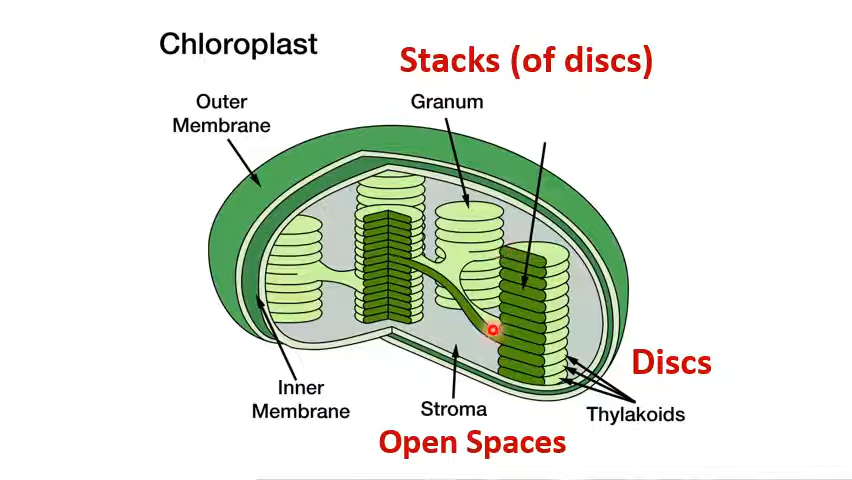 Chloroplast
Stacks (of discs)
Outer
Membrane
Granum
Discs
Inner
Membrane
Stroma
Thylakoids
Open Spaces